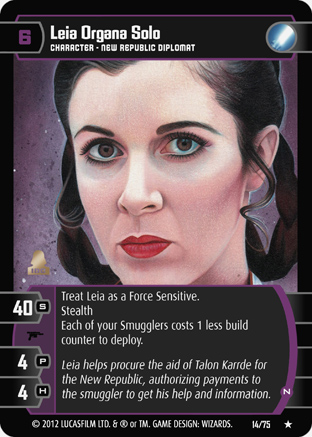 6
Leia Organa Solo
CHARACTER • NEW REPUBLIC DIPLOMAT
40 S
Treat Leia as a Force Sensitive.
Stealth
Each of your Smugglers costs 1 less build
counter to deploy.
4 P
4 H
Leia helps procure the aid of Talon Karrde for
the New Republic, authorizing payments to
the smuggler to get his help and information.
N
© 2012 LUCASFILM LTD. & ® or TM. GAME DESIGN: WIZARDS. 14/75 ★